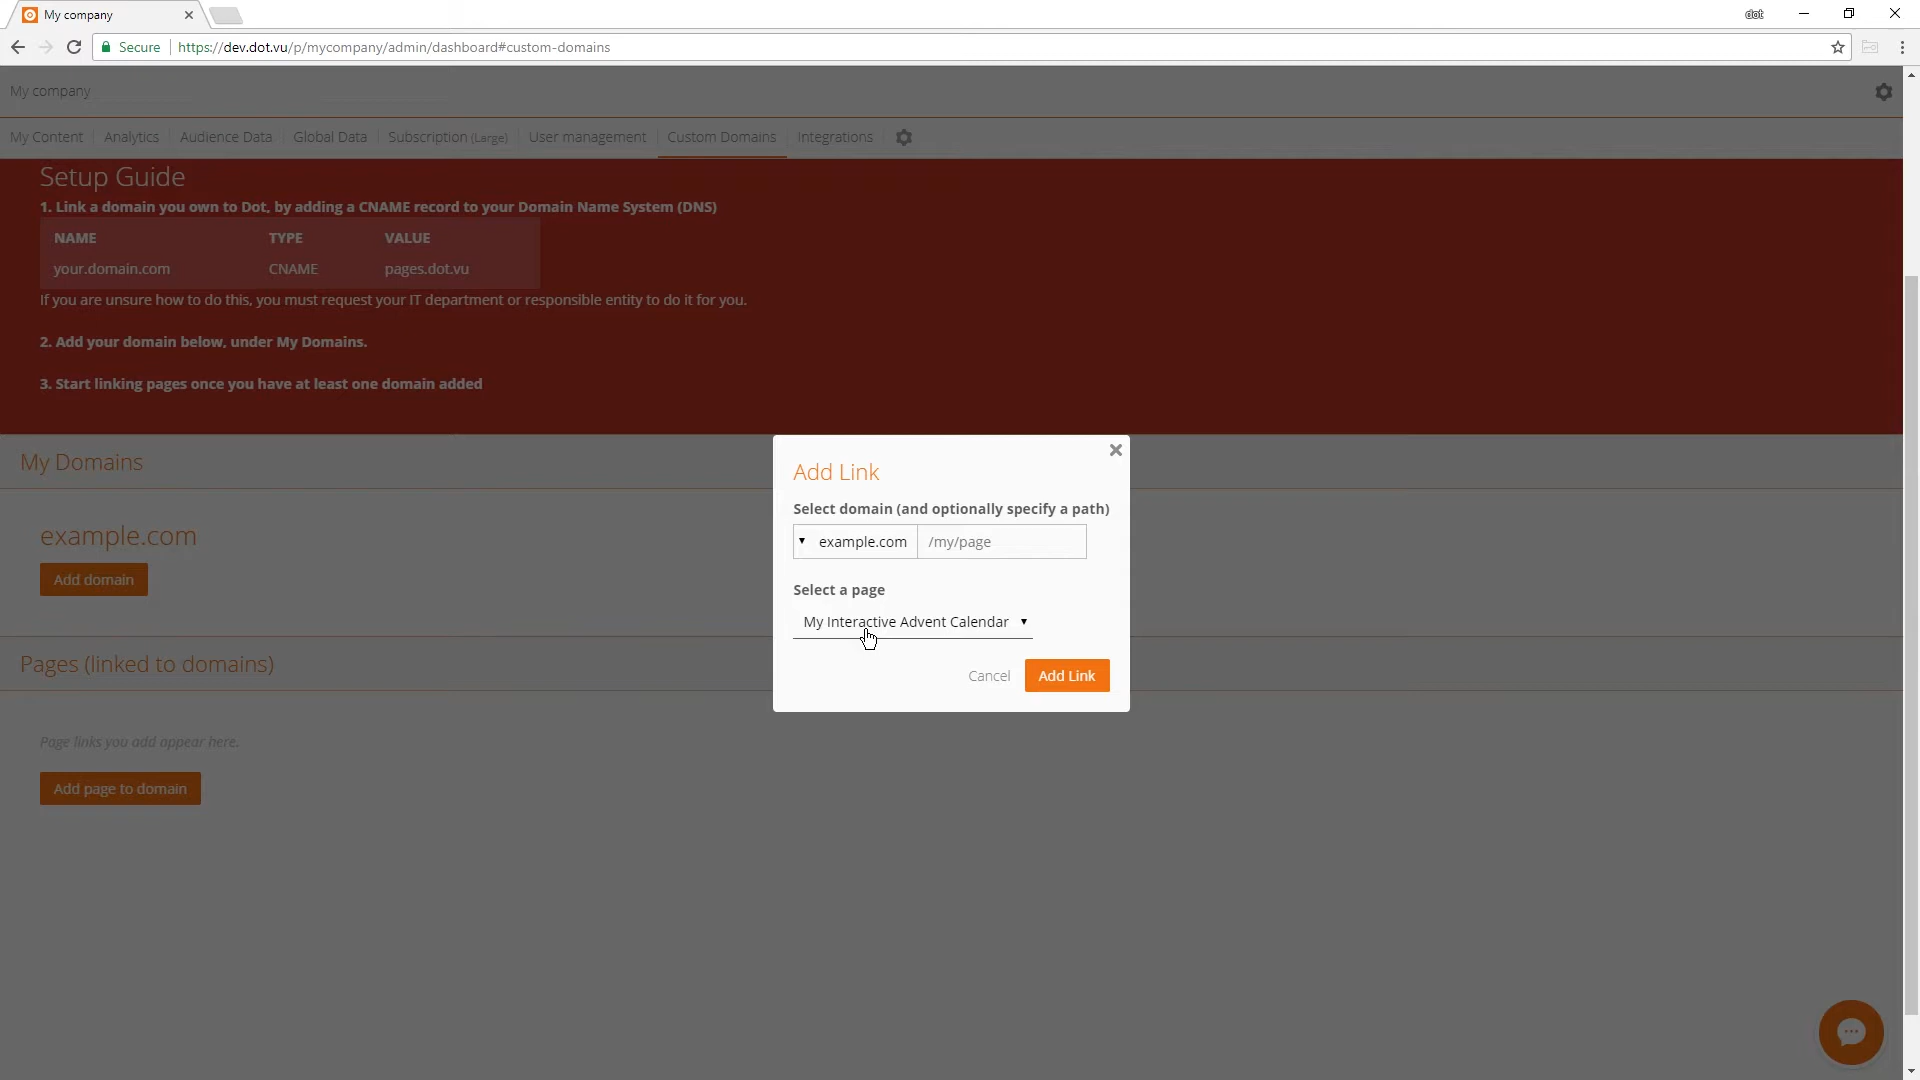 My company
dot
Secure
https://dev.dot.vu/p/mycompany/admin/dashboard#custom-domains
My company
My Content Analytics Audience Data Global Data Subscription (Large) User management Custom Domains Integrations
Setup Guide
1. Link a domain you own to Dot, by adding a CNAME record to your Domain Name System (DNS)
NAME TYPE VALUE
your.domain.com CNAME pages.dot.vu
If you are unsure how to do this, you must request your IT department or responsible entity to do it for you.
2. Add your domain below, under My Domains.
3. Start linking pages once you have at least one domain added
My Domains
example.com
Add domain
Pages (linked to domains)
Page links you add appear here.
Add page to domain
Add Link
Select domain (and optionally specify a path)
example.com /my/page
Select a page
My Interactive Advent Calendar
Cancel Add Link